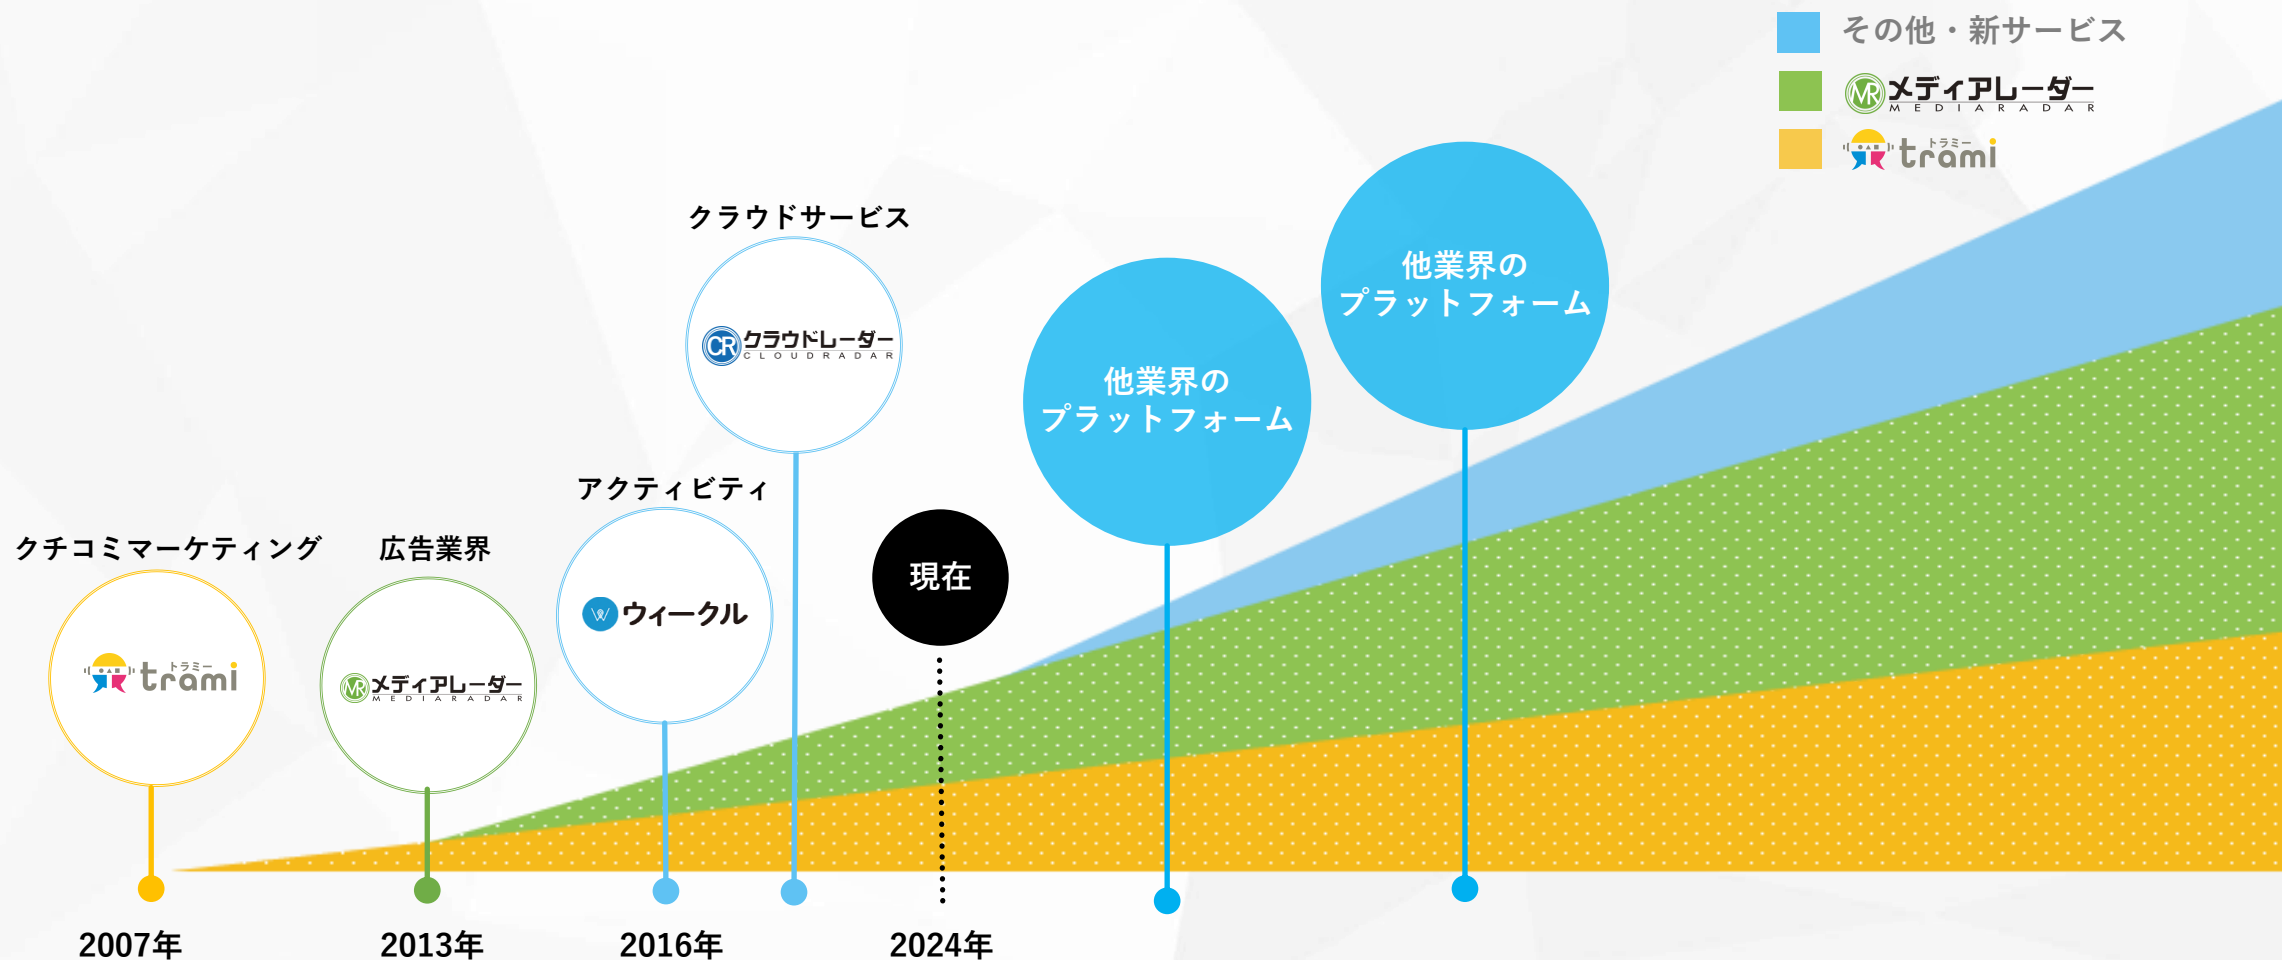 その他・新サービス
MR メディアレーダー
MEDIARADAR
トラミー
trami
クラウドサービス
CR クラウドレーダー
CLOUDRADAR
他業界の
プラットフォーム
他業界の
プラットフォーム
アクティビティ
ウィークル
クチコミマーケティング
トラミー
trami
広告業界
MR メディアレーダー
MEDIARADAR
現在
2007年
2013年
2016年
2024年